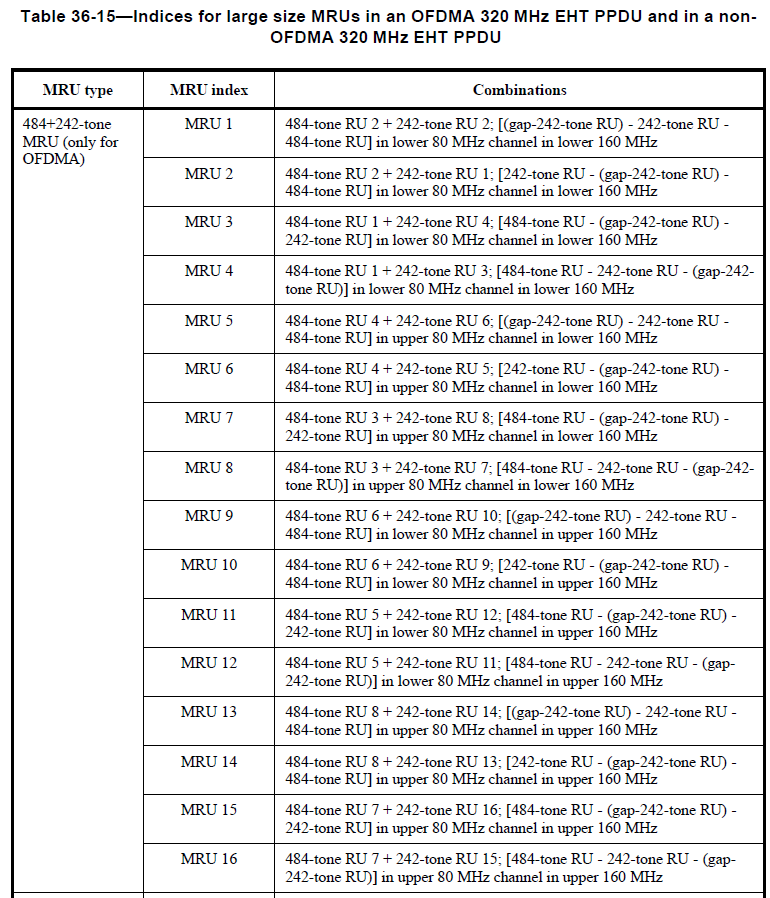 Table 36-15—Indices for large size MRUs in an OFDMA 320 MHz EHT PPDU and in a non-
OFDMA 320 MHz EHT PPDU
MRU type
MRU index
Combinations
484+242-tone
MRU (only for
OFDMA)
MRU 1
484-tone RU 2 + 242-tone RU 2; [(gap-242-tone RU) - 242-tone RU -
484-tone RU] in lower 80 MHz channel in lower 160 MHz
MRU 2
484-tone RU 2 + 242-tone RU 1; [242-tone RU - (gap-242-tone RU) -
484-tone RU] in lower 80 MHz channel in lower 160 MHz
MRU 3
484-tone RU 1 + 242-tone RU 4; [484-tone RU - (gap-242-tone RU) -
242-tone RU] in lower 80 MHz channel in lower 160 MHz
MRU 4
484-tone RU 1 + 242-tone RU 3; [484-tone RU - 242-tone RU - (gap-242-
tone RU)] in lower 80 MHz channel in lower 160 MHz
MRU 5
484-tone RU 4 + 242-tone RU 6; [(gap-242-tone RU) - 242-tone RU -
484-tone RU] in upper 80 MHz channel in lower 160 MHz
MRU 6
484-tone RU 4 + 242-tone RU 5; [242-tone RU - (gap-242-tone RU) -
484-tone RU] in upper 80 MHz channel in lower 160 MHz
MRU 7
484-tone RU 3 + 242-tone RU 8; [484-tone RU - (gap-242-tone RU) -
242-tone RU] in upper 80 MHz channel in lower 160 MHz
MRU 8
484-tone RU 3 + 242-tone RU 7; [484-tone RU - 242-tone RU - (gap-242-
tone RU)] in upper 80 MHz channel in lower 160 MHz
MRU 9
484-tone RU 6 + 242-tone RU 10; [(gap-242-tone RU) - 242-tone RU -
484-tone RU] in lower 80 MHz channel in upper 160 MHz
MRU 10
484-tone RU 6 + 242-tone RU 9; [242-tone RU - (gap-242-tone RU) -
484-tone RU] in lower 80 MHz channel in upper 160 MHz
MRU 11
484-tone RU 5 + 242-tone RU 12; [484-tone RU - (gap-242-tone RU) -
242-tone RU] in lower 80 MHz channel in upper 160 MHz
MRU 12
484-tone RU 5 + 242-tone RU 11; [484-tone RU - 242-tone RU - (gap-
242-tone RU)] in lower 80 MHz channel in upper 160 MHz
MRU 13
484-tone RU 8 + 242-tone RU 14; [(gap-242-tone RU) - 242-tone RU -
484-tone RU] in upper 80 MHz channel in upper 160 MHz
MRU 14
484-tone RU 8 + 242-tone RU 13; [242-tone RU - (gap-242-tone RU) -
484-tone RU] in upper 80 MHz channel in upper 160 MHz
MRU 15
484-tone RU 7 + 242-tone RU 16; [484-tone RU - (gap-242-tone RU) -
242-tone RU] in upper 80 MHz channel in upper 160 MHz
MRU 16
484-tone RU 7 + 242-tone RU 15; [484-tone RU - 242-tone RU - (gap-
242-tone RU)] in upper 80 MHz channel in upper 160 MHz